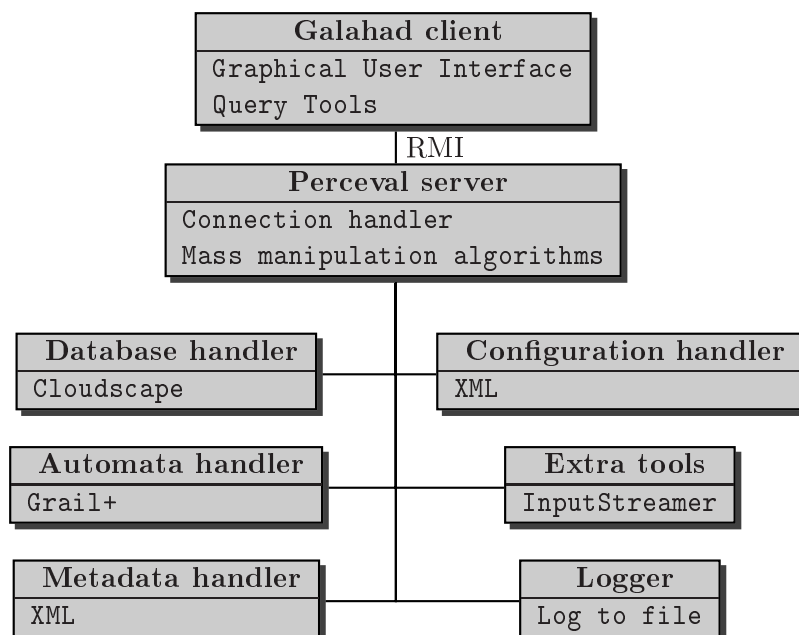 Galahad client
Graphical User Interface
Query Tools
RMI
Perceval server
Connection handler
Mass manipulation algorithms
Database handler
Cloudscape
Configuration handler
XML
Automata handler
Grail+
Extra tools
InputStreamer
Metadata handler
XML
Logger
Log to file